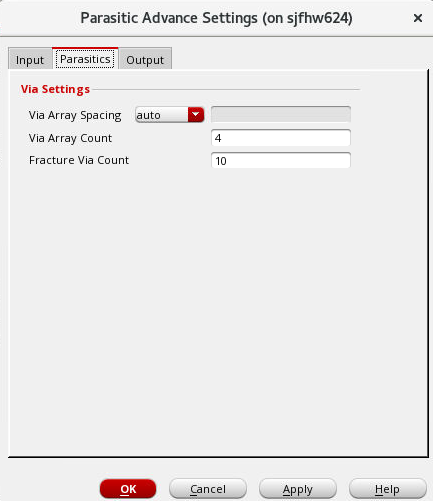 Parasitic Advance Settings (on sjfhw624) ×
Input Parasitics Output
Via Settings
Via Array Spacing auto
Via Array Count 4
Fracture Via Count 10
OK Cancel Apply Help